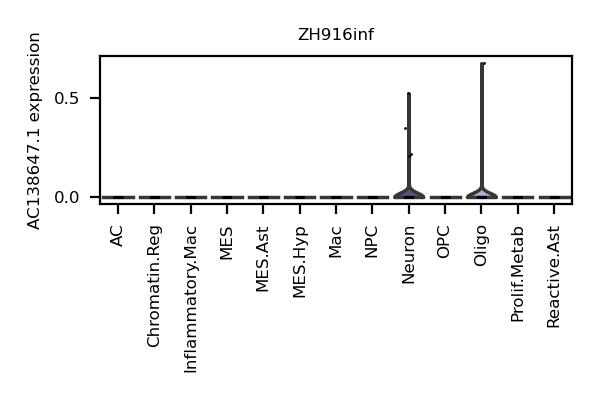 ZH916inf
AC138647.1 expression
0.5
0.0
AC
Chromatin.Reg
Inflammatory.Mac
MES
MES.Ast
MES.Hyp
Mac
NPC
Neuron
OPC
Oligo
Prolif.Metab
Reactive.Ast